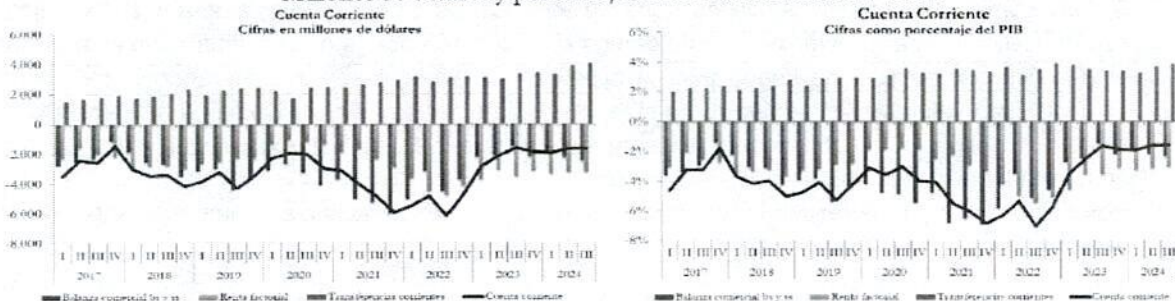 Cuenta Corriente
Cifras en millones de dólares
6.000
4.000
2.000
0
-2.000
-4.000
-6.000
-8.000
I II III IV I II III IV I II III IV I II III IV I II III IV I II III IV I II III IV I II III
2017 2018 2019 2020 2021 2022 2023 2024
Balanza comercial bs y ss Renta factorial Transferencias corrientes Cuenta corriente
Cuenta Corriente
Cifras como porcentaje del PIB
6%
4%
2%
0%
-2%
-4%
-6%
-8%
I II III IV I II III IV I II III IV I II III IV I II III IV I II III IV I II III IV I II III
2017 2018 2019 2020 2021 2022 2023 2024
Balanza comercial bs y ss Renta factorial Transferencias corrientes Cuenta corriente